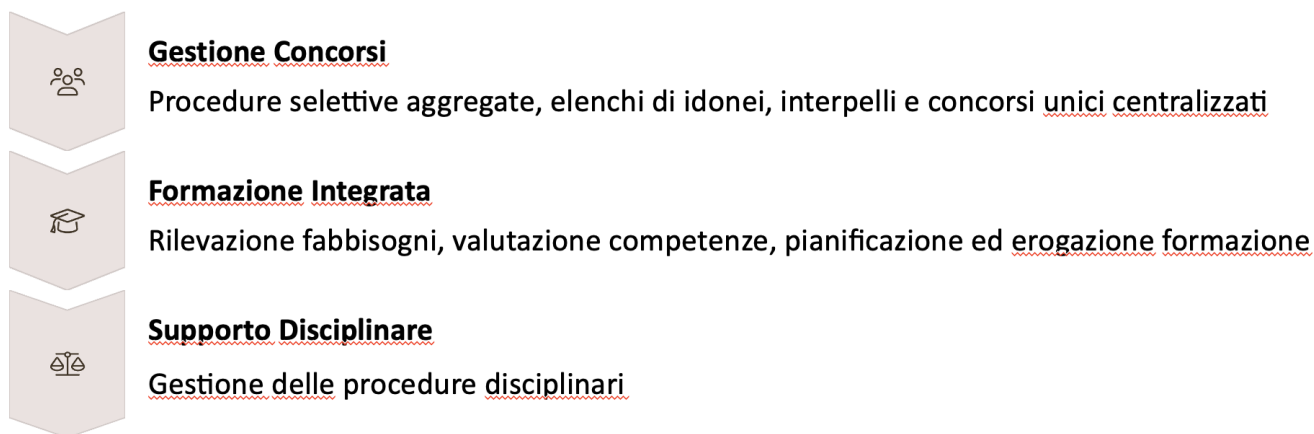 Gestione Concorsi
Procedure selettive aggregate, elenchi di idonei, interpelli e concorsi unici centralizzati
Formazione Integrata
Rilevazione fabbisogni, valutazione competenze, pianificazione ed erogazione formazione
Supporto Disciplinare
Gestione delle procedure disciplinari